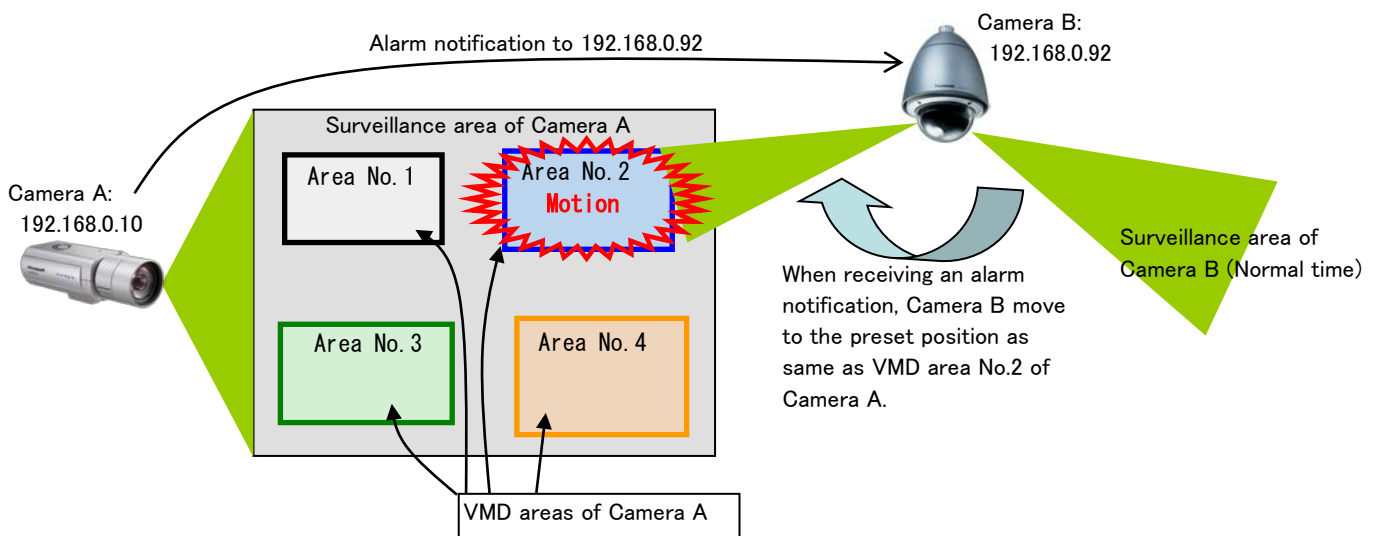 Camera B:
192.168.0.92
Alarm notification to 192.168.0.92
Surveillance area of Camera A
Area No.1
Area No.2
Motion
Camera A:
192.168.0.10
Surveillance area of
Camera B (Normal time)
When receiving an alarm
notification, Camera B move
to the preset position as
same as VMD area No.2 of
Camera A.
Area No.3
Area No.4
VMD areas of Camera A